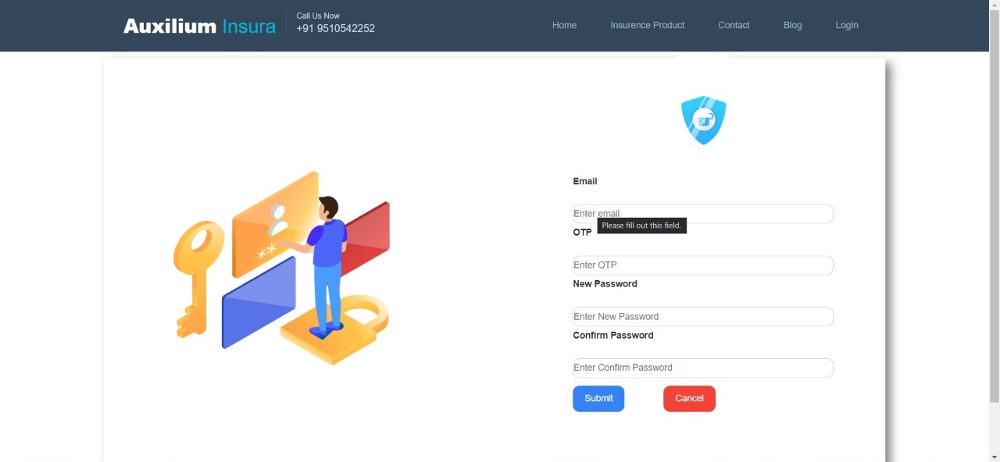 Auxilium Insura
Call Us Now
+91 9510542252
Home Insurence Product Contact Blog LogIn
Email
Enter email
Please fill out this field.
OTP
Enter OTP
New Password
Enter New Password
Confirm Password
Enter Confirm Password
Submit Cancel